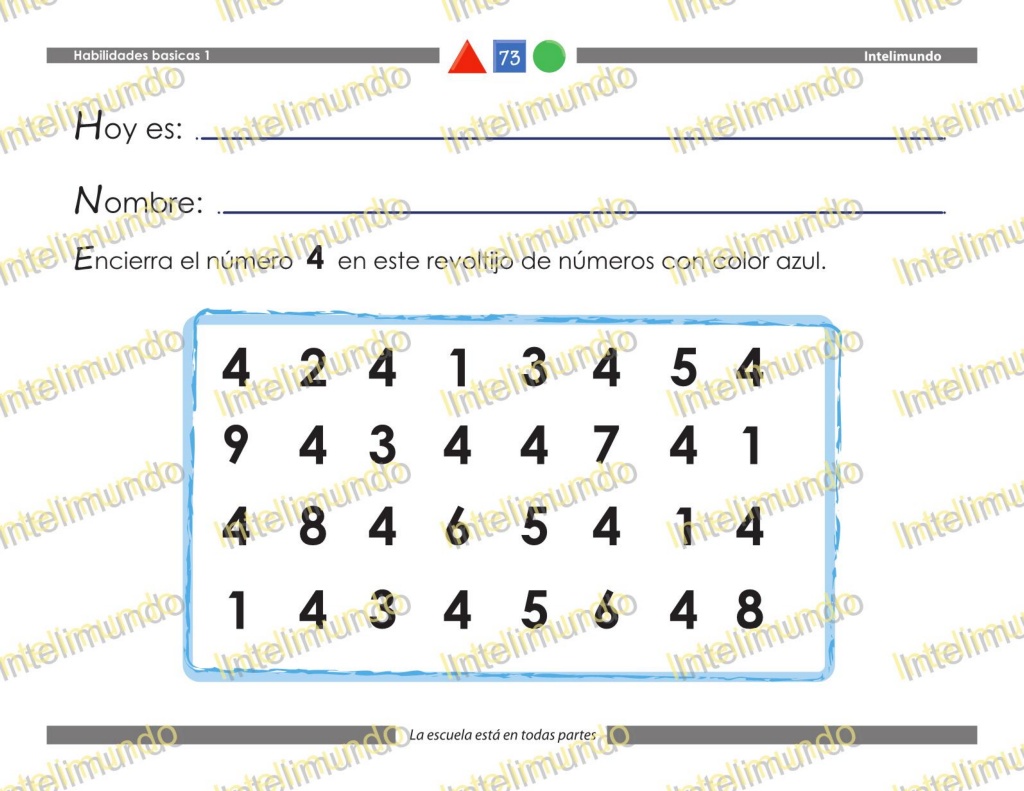 Habilidades basicas 1
73
Intelimundo
Hoy es:
Nombre:
Encierra el número 4 en este revoltijo de números con color azul.
4 2 4 1 3 4 5 4
9 4 3 4 4 7 4 1
4 8 4 6 5 4 1 4
1 4 3 4 5 6 4 8
La escuela está en todas partes